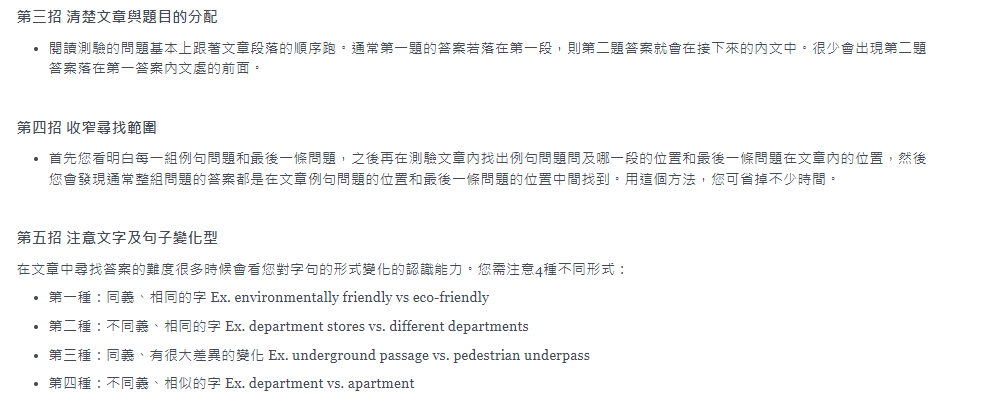 第三招 清楚文章與題目的分配
閱讀測驗的問題基本上跟著文章段落的順序跑。通常第一題的答案若落在第一段，則第二題答案就會在接下來的內文中。很少會出現第二題
答案落在第一答案內文處的前面。
第四招 收窄尋找範圍
首先您看明白每一組例句問題和最後一條問題，之後再在測驗文章內找出例句問題問及哪一段的位置和最後一條問題在文章內的位置，然後
您會發現通常整組問題的答案都是在文章例句問題的位置和最後一條問題的位置中間找到。用這個方法，您可省掉不少時間。
第五招 注意文字及句子變化型
在文章中尋找答案的難度很多時候會看您對字句的形式變化的認識能力。您需注意4種不同形式：
第一種：同義、相同的字 Ex. environmentally friendly vs eco-friendly
第二種：不同義、相同的字 Ex. department stores vs. different departments
第三種：同義、有很大差異的變化 Ex. underground passage vs. pedestrian underpass
第四種：不同義、相似的字 Ex. department vs. apartment